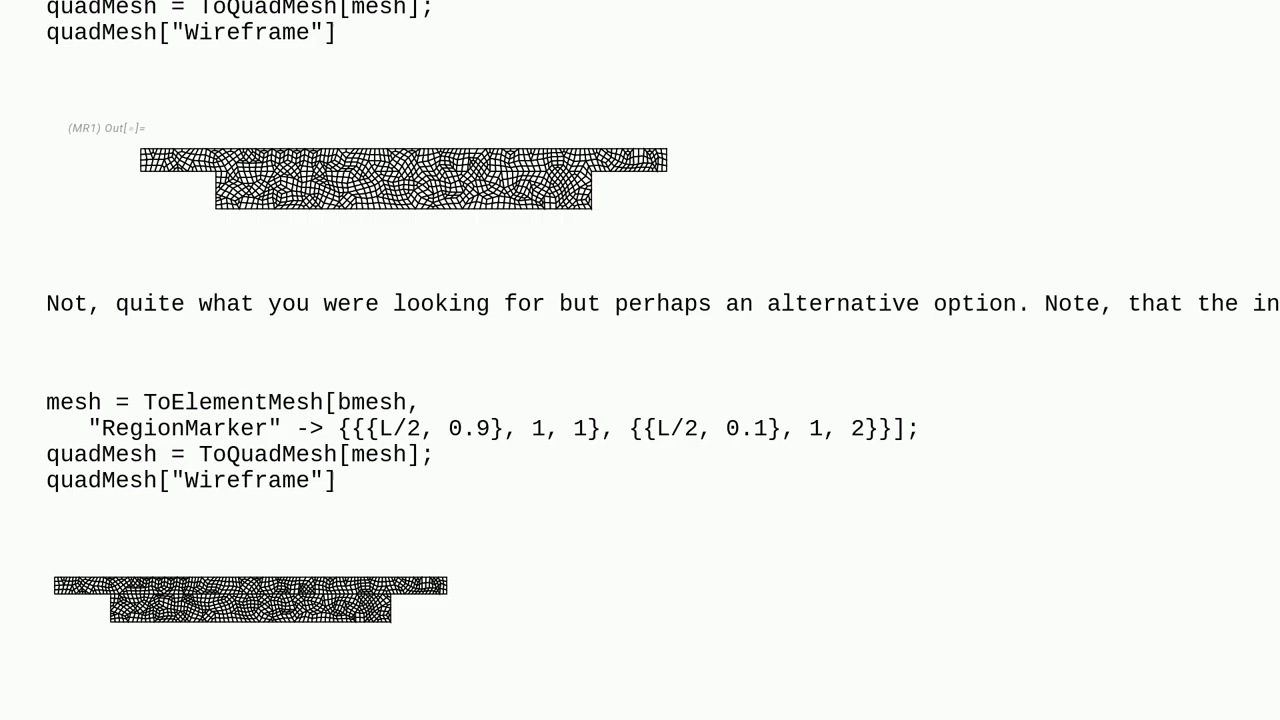 quadMesh = ToQuadMesh[mesh];
quadMesh["Wireframe"]
(MR1) Out[∘]=
Not, quite what you were looking for but perhaps an alternative option. Note, that the in
mesh = ToElementMesh[bmesh,
"RegionMarker" -> {{{L/2, 0.9}, 1, 1}, {{L/2, 0.1}, 1, 2}}];
quadMesh = ToQuadMesh[mesh];
quadMesh["Wireframe"]